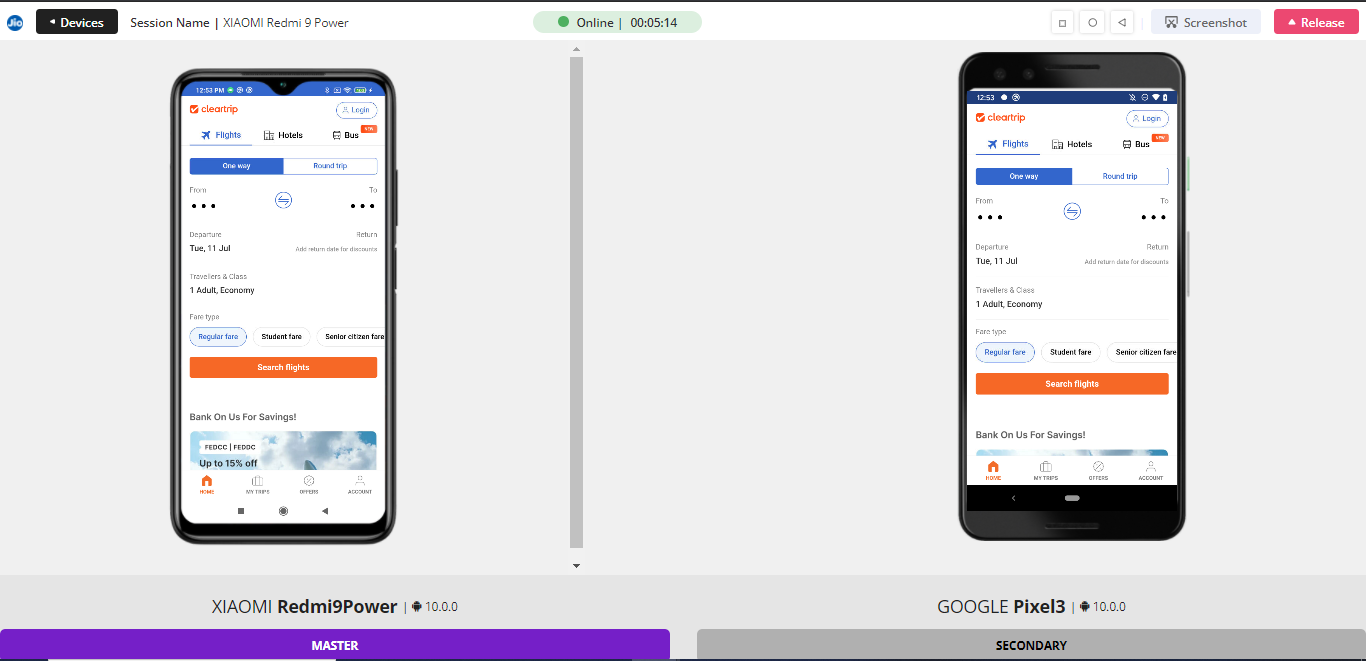 Jio
Devices
Session Name | XIAOMI Redmi 9 Power
Online | 00:05:14
Screenshot
Release
12:53 PM
cleartrip
Login
Flights
Hotels
Bus
NEW
One way
Round trip
From
To
Departure
Return
Tue, 11 Jul
Add return date for discounts
Travellers & Class
1 Adult, Economy
Fare type
Regular fare
Student fare
Senior citizen fare
Search flights
Bank On Us For Savings!
FEDCC | FEDDC
Up to 15% off
HOME
MY TRIPS
OFFERS
ACCOUNT
12:53
cleartrip
Login
Flights
Hotels
Bus
NEW
One way
Round trip
From
To
Departure
Return
Tue, 11 Jul
Add return date for discounts
Travellers & Class
1 Adult, Economy
Fare type
Regular fare
Student fare
Senior citizen fare
Search flights
Bank On Us For Savings!
HOME
MY TRIPS
OFFERS
ACCOUNT
XIAOMI Redmi9Power | 10.0.0
GOOGLE Pixel3 | 10.0.0
MASTER
SECONDARY